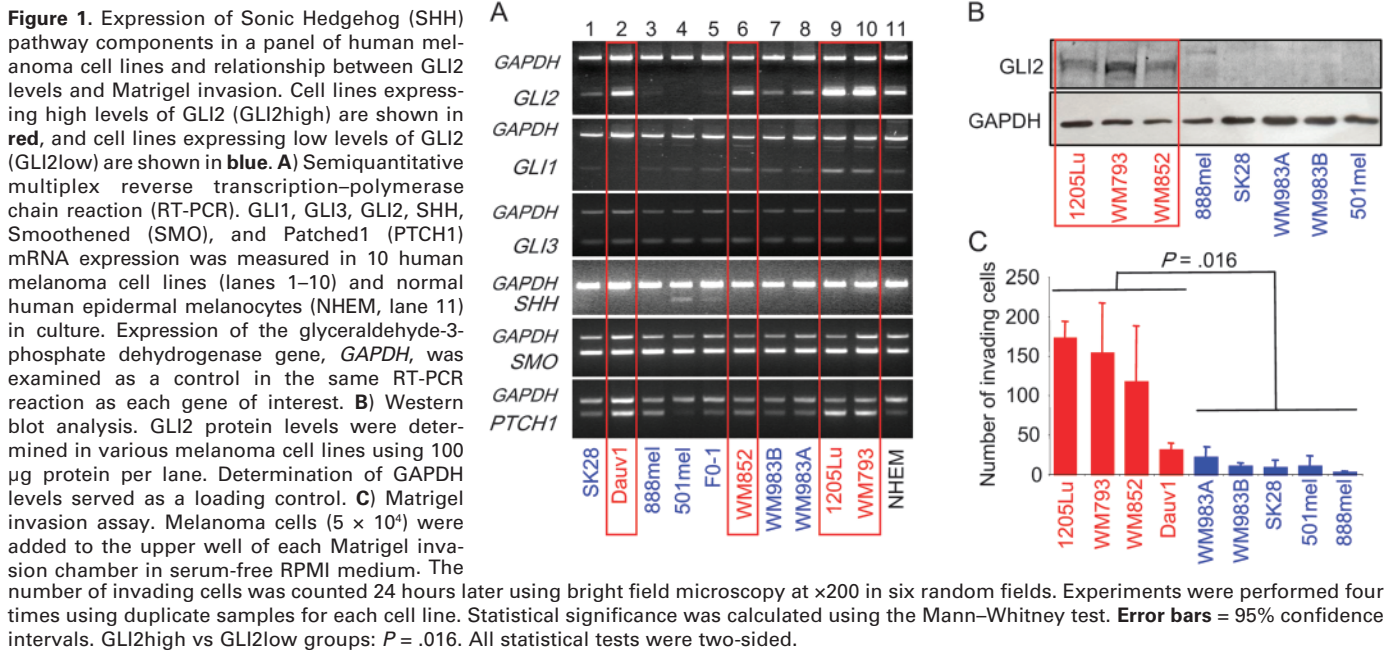 Figure 1. Expression of Sonic Hedgehog (SHH)
pathway components in a panel of human mel-
anoma cell lines and relationship between GLI2
levels and Matrigel invasion. Cell lines express-
ing high levels of GLI2 (GLI2high) are shown in
red, and cell lines expressing low levels of GLI2
(GLI2low) are shown in blue. A) Semiquantitative
multiplex reverse transcription–polymerase
chain reaction (RT-PCR). GLI1, GLI3, GLI2, SHH,
Smoothened (SMO), and Patched1 (PTCH1)
mRNA expression was measured in 10 human
melanoma cell lines (lanes 1–10) and normal
human epidermal melanocytes (NHEM, lane 11)
in culture. Expression of the glyceraldehyde-3-
phosphate dehydrogenase gene, GAPDH, was
examined as a control in the same RT-PCR
reaction as each gene of interest. B) Western
blot analysis. GLI2 protein levels were deter-
mined in various melanoma cell lines using 100
µg protein per lane. Determination of GAPDH
levels served as a loading control. C) Matrigel
invasion assay. Melanoma cells (5 × 10⁴) were
added to the upper well of each Matrigel inva-
sion chamber in serum-free RPMI medium. The
number of invading cells was counted 24 hours later using bright field microscopy at ×200 in six random fields. Experiments were performed four
times using duplicate samples for each cell line. Statistical significance was calculated using the Mann–Whitney test. Error bars = 95% confidence
intervals. GLI2high vs GLI2low groups: P = .016. All statistical tests were two-sided.
A
1 2 3 4 5 6 7 8 9 10 11
GAPDH
GLI2
GAPDH
GLI1
GAPDH
GLI3
GAPDH
SHH
GAPDH
SMO
GAPDH
PTCH1
SK28
Dauv1
888mel
501mel
F0-1
WM852
WM983B
WM983A
1205Lu
WM793
NHEM
B
GLI2
GAPDH
1205Lu
WM793
WM852
888mel
SK28
WM983A
WM983B
501mel
C
Number of invading cells
P = .016
250
200
150
100
50
0
1205Lu
WM793
WM852
Dauv1
WM983A
WM983B
SK28
501mel
888mel